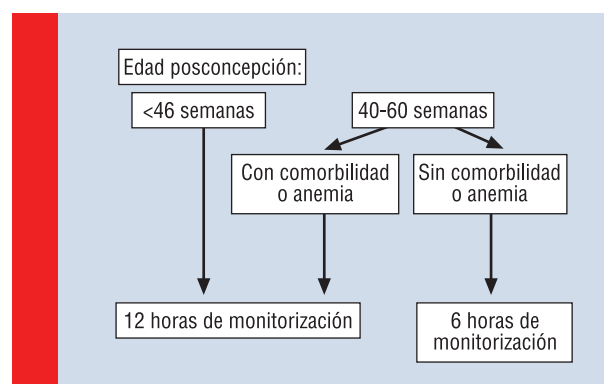 Edad posconcepción:
<46 semanas
40-60 semanas
Con comorbilidad
o anemia
Sin comorbilidad
o anemia
12 horas de monitorización
6 horas de
monitorización